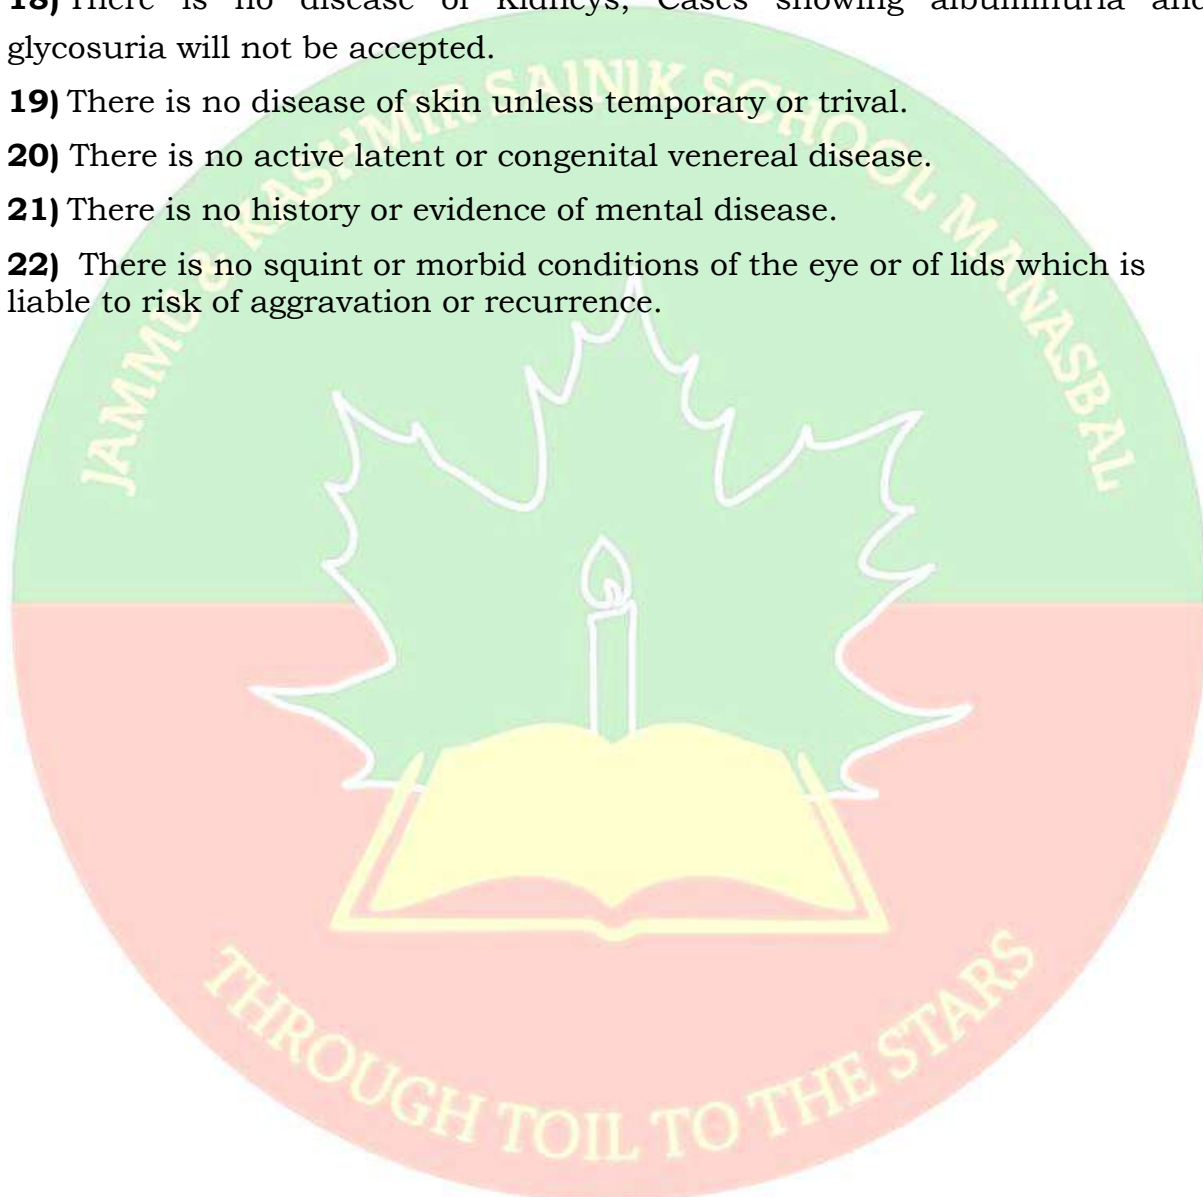 18) There is no disease of Kidneys, Cases showing albuminuria and
glycosuria will not be accepted.
19) There is no disease of skin unless temporary or trival.
20) There is no active latent or congenital venereal disease.
21) There is no history or evidence of mental disease.
22) There is no squint or morbid conditions of the eye or of lids which is
liable to risk of aggravation or recurrence.
JAMMU & KASHMIR SAINIK SCHOOL MANASBAL
THROUGH TOIL TO THE STARS